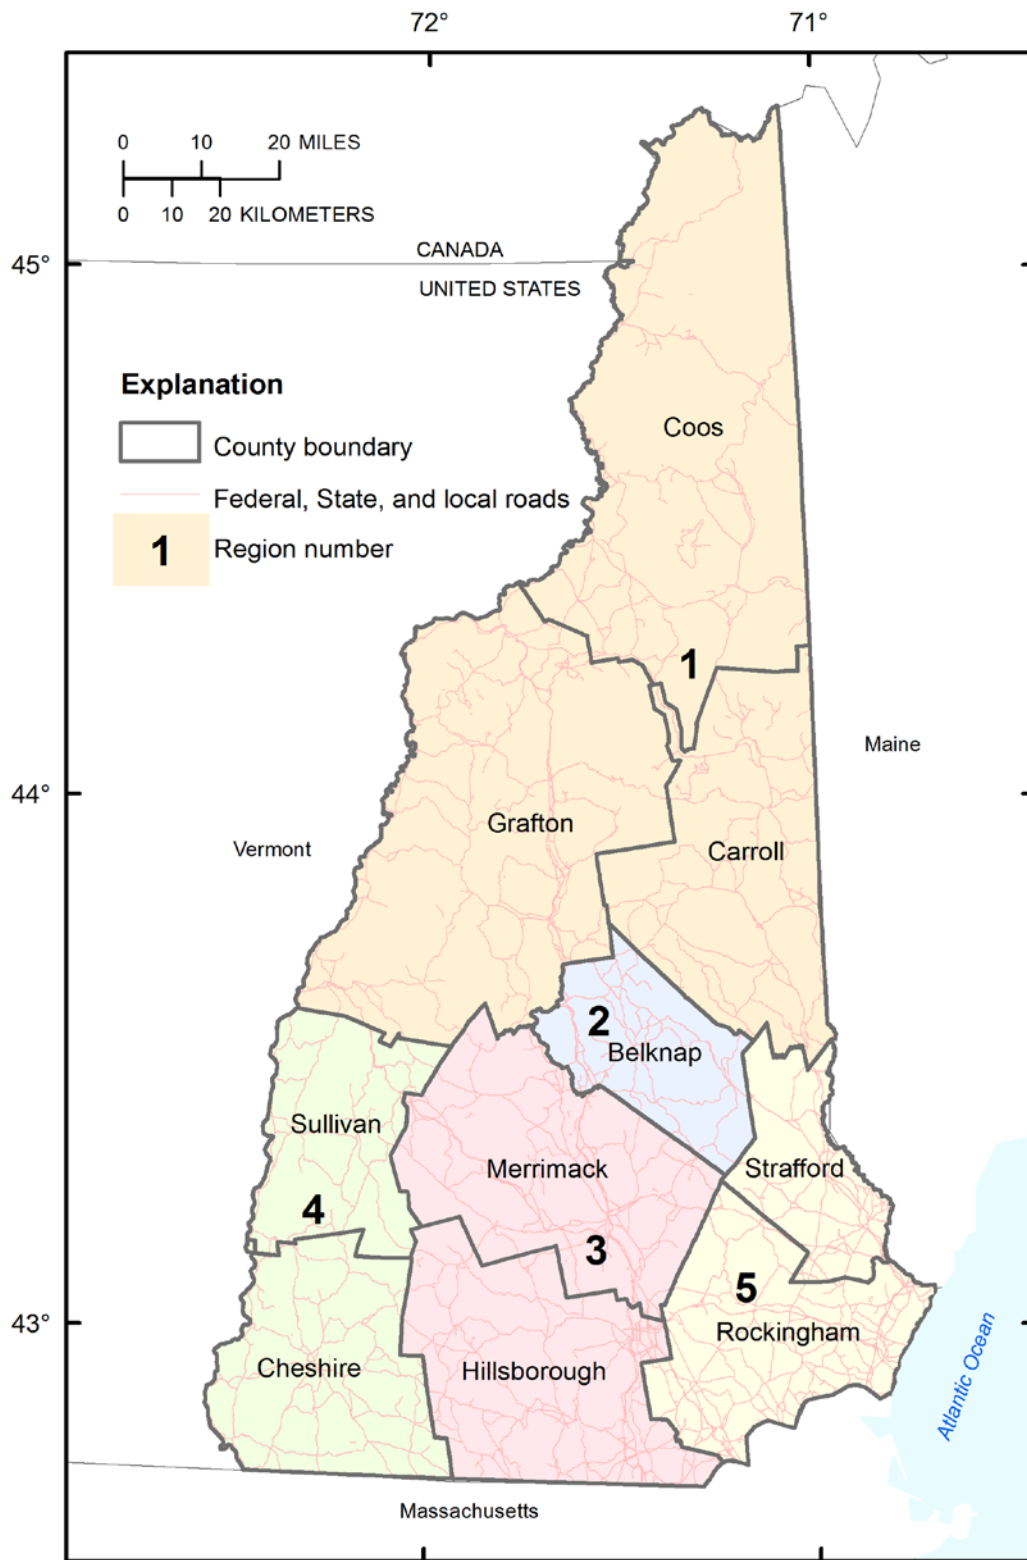 72° 71°
0 10 20 MILES
0 10 20 KILOMETERS
CANADA
45°
UNITED STATES
Explanation
County boundary
Federal, State, and local roads
1 Region number
Coos
1
Maine
44°
Grafton
Vermont
Carroll
2
Belknap
Sullivan
Merrimack
Strafford
4
3
5
43°
Rockingham
Cheshire
Hillsborough
Atlantic Ocean
Massachusetts